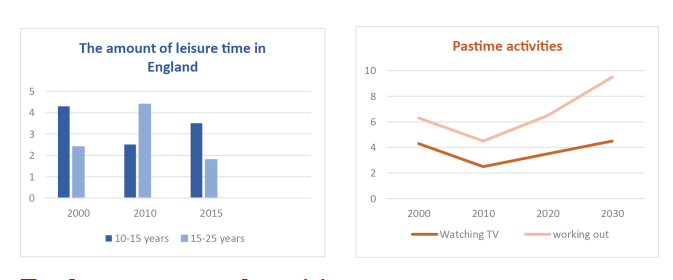 The amount of leisure time in
England
5
4
3
2
1
0
2000 2010 2015
10-15 years 15-25 years
Pastime activities
10
8
6
4
2
0
2000 2010 2020 2030
Watching TV working out